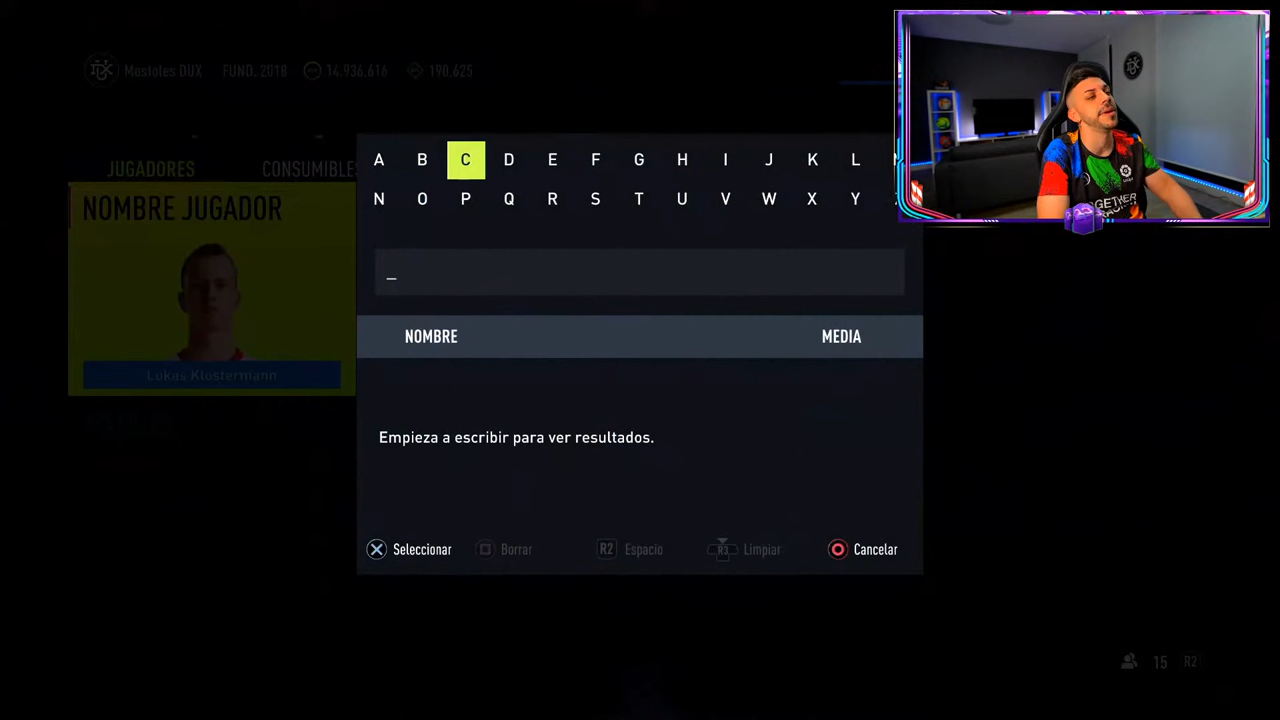 Mostoles DUX FUND. 2018 14,936,616 190,625
JUGADORES CONSUMIBLES
NOMBRE JUGADOR
Lukas Klostermann
A B C D E F G H I J K L
N O P Q R S T U V W X Y
_
NOMBRE MEDIA
Empieza a escribir para ver resultados.
Seleccionar Borrar R2 Espacio R3 Limpiar Cancelar
15 R2